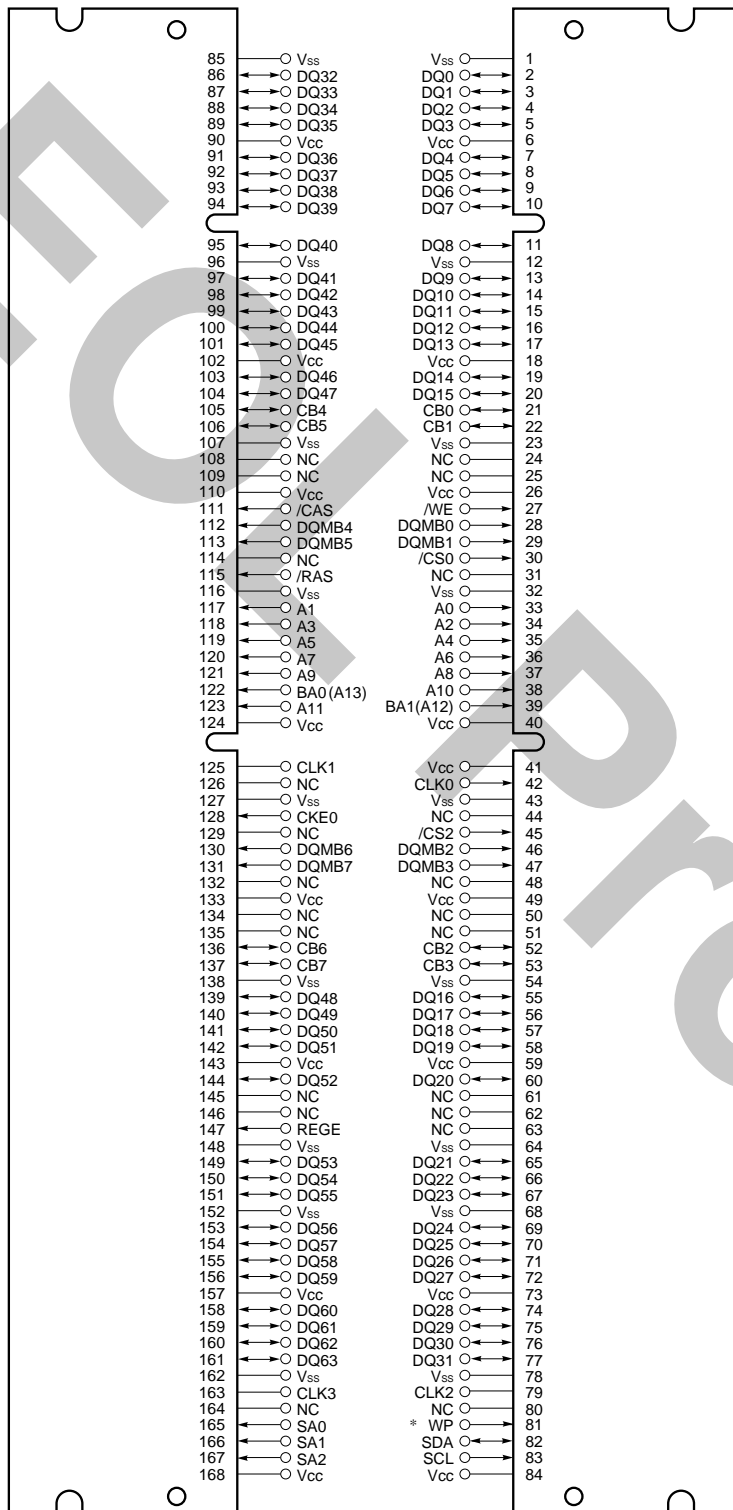 85 Vss Vss 1
86 DQ32 DQ0 2
87 DQ33 DQ1 3
88 DQ34 DQ2 4
89 DQ35 DQ3 5
90 Vcc Vcc 6
91 DQ36 DQ4 7
92 DQ37 DQ5 8
93 DQ38 DQ6 9
94 DQ39 DQ7 10
95 DQ40 DQ8 11
96 Vss Vss 12
97 DQ41 DQ9 13
98 DQ42 DQ10 14
99 DQ43 DQ11 15
100 DQ44 DQ12 16
101 DQ45 DQ13 17
102 Vcc Vcc 18
103 DQ46 DQ14 19
104 DQ47 DQ15 20
105 CB4 CB0 21
106 CB5 CB1 22
107 Vss Vss 23
108 NC NC 24
109 NC NC 25
110 Vcc Vcc 26
111 /CAS /WE 27
112 DQMB4 DQMB0 28
113 DQMB5 DQMB1 29
114 NC /CS0 30
115 /RAS NC 31
116 Vss Vss 32
117 A1 A0 33
118 A3 A2 34
119 A5 A4 35
120 A7 A6 36
121 A9 A8 37
122 BA0 (A13) A10 38
123 A11 BA1(A12) 39
124 Vcc Vcc 40
125 CLK1 Vcc 41
126 NC CLK0 42
127 Vss Vss 43
128 CKE0 NC 44
129 NC /CS2 45
130 DQMB6 DQMB2 46
131 DQMB7 DQMB3 47
132 NC NC 48
133 Vcc Vcc 49
134 NC NC 50
135 NC NC 51
136 CB6 CB2 52
137 CB7 CB3 53
138 Vss Vss 54
139 DQ48 DQ16 55
140 DQ49 DQ17 56
141 DQ50 DQ18 57
142 DQ51 DQ19 58
143 Vcc Vcc 59
144 DQ52 DQ20 60
145 NC NC 61
146 NC NC 62
147 REGE NC 63
148 Vss Vss 64
149 DQ53 DQ21 65
150 DQ54 DQ22 66
151 DQ55 DQ23 67
152 Vss Vss 68
153 DQ56 DQ24 69
154 DQ57 DQ25 70
155 DQ58 DQ26 71
156 DQ59 DQ27 72
157 Vcc Vcc 73
158 DQ60 DQ28 74
159 DQ61 DQ29 75
160 DQ62 DQ30 76
161 DQ63 DQ31 77
162 Vss Vss 78
163 CLK3 CLK2 79
164 NC NC 80
165 SA0 * WP 81
166 SA1 SDA 82
167 SA2 SCL 83
168 Vcc Vcc 84
EOL Pro